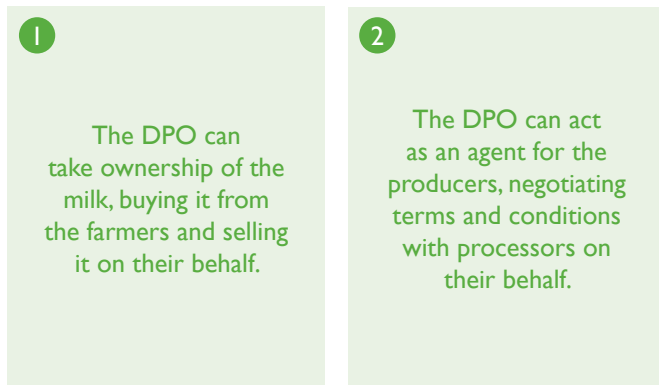 1
The DPO can
take ownership of the
milk, buying it from
the farmers and selling
it on their behalf.
2
The DPO can act
as an agent for the
producers, negotiating
terms and conditions
with processors on
their behalf.